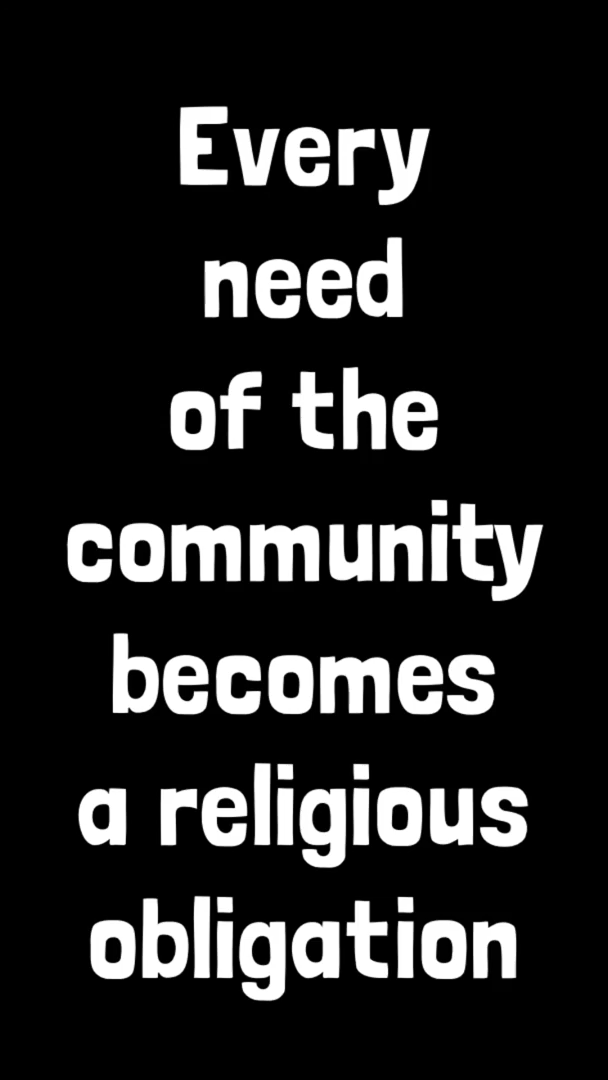 Every
need
of the
community
becomes
a religious
obligation